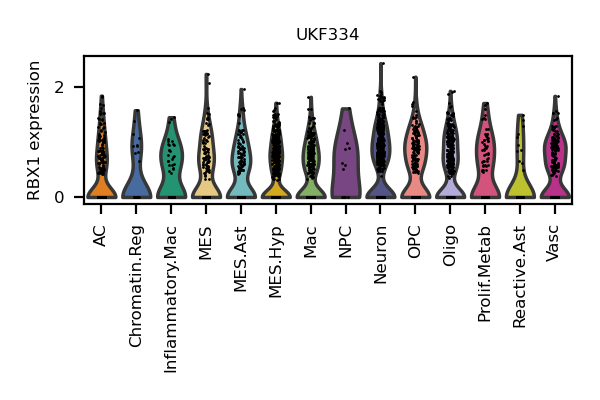 UKF334
RBX1 expression
2
0
AC
Chromatin.Reg
Inflammatory.Mac
MES
MES.Ast
MES.Hyp
Mac
NPC
Neuron
OPC
Oligo
Prolif.Metab
Reactive.Ast
Vasc